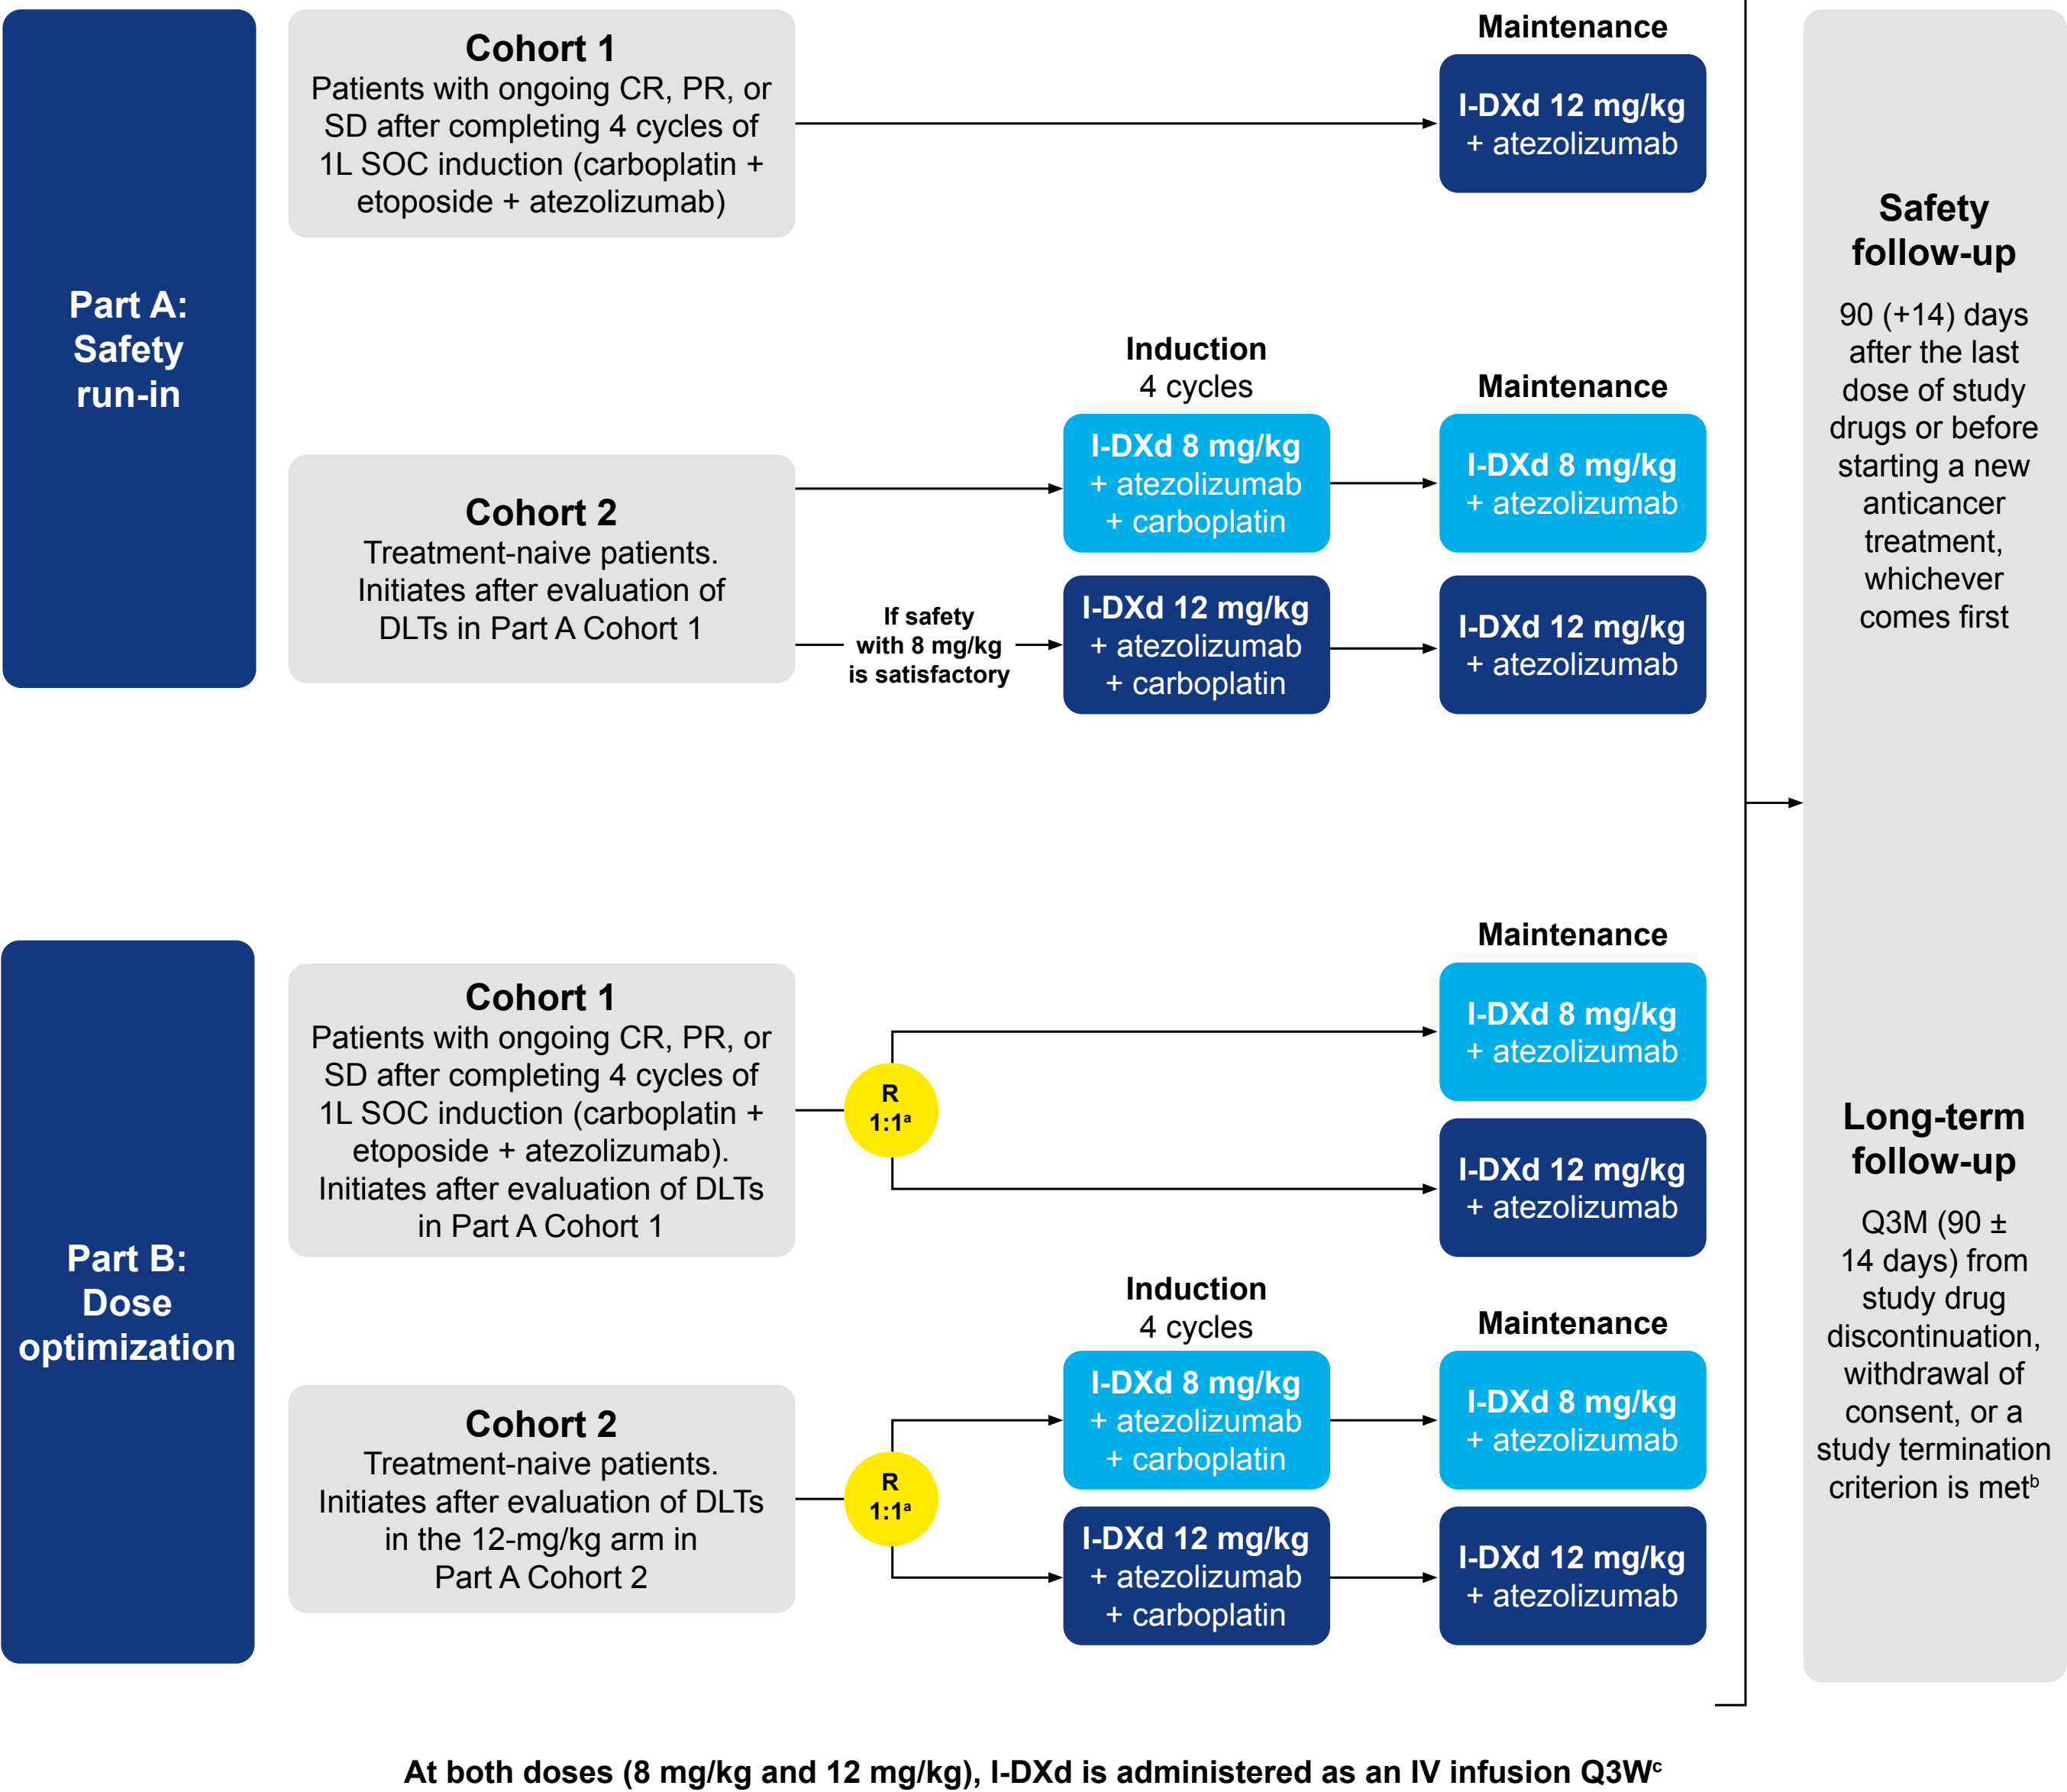 Part A:
Safety
run-in
Cohort 1
Patients with ongoing CR, PR, or
SD after completing 4 cycles of
1L SOC induction (carboplatin +
etoposide + atezolizumab)
Maintenance
I-DXd 12 mg/kg
+ atezolizumab
Cohort 2
Treatment-naive patients.
Initiates after evaluation of
DLTs in Part A Cohort 1
If safety
with 8 mg/kg
is satisfactory
Induction
4 cycles
I-DXd 8 mg/kg
+ atezolizumab
+ carboplatin
I-DXd 12 mg/kg
+ atezolizumab
+ carboplatin
Maintenance
I-DXd 8 mg/kg
+ atezolizumab
I-DXd 12 mg/kg
+ atezolizumab
Part B:
Dose
optimization
Cohort 1
Patients with ongoing CR, PR, or
SD after completing 4 cycles of
1L SOC induction (carboplatin +
etoposide + atezolizumab).
Initiates after evaluation of DLTs
in Part A Cohort 1
R
1:1ᵃ
Maintenance
I-DXd 8 mg/kg
+ atezolizumab
I-DXd 12 mg/kg
+ atezolizumab
Cohort 2
Treatment-naive patients.
Initiates after evaluation of DLTs
in the 12-mg/kg arm in
Part A Cohort 2
R
1:1ᵃ
Induction
4 cycles
I-DXd 8 mg/kg
+ atezolizumab
+ carboplatin
I-DXd 12 mg/kg
+ atezolizumab
+ carboplatin
Maintenance
I-DXd 8 mg/kg
+ atezolizumab
I-DXd 12 mg/kg
+ atezolizumab
Safety
follow-up
90 (+14) days
after the last
dose of study
drugs or before
starting a new
anticancer
treatment,
whichever
comes first
Long-term
follow-up
Q3M (90 ±
14 days) from
study drug
discontinuation,
withdrawal of
consent, or a
study termination
criterion is metᵇ
At both doses (8 mg/kg and 12 mg/kg), I-DXd is administered as an IV infusion Q3Wᶜ